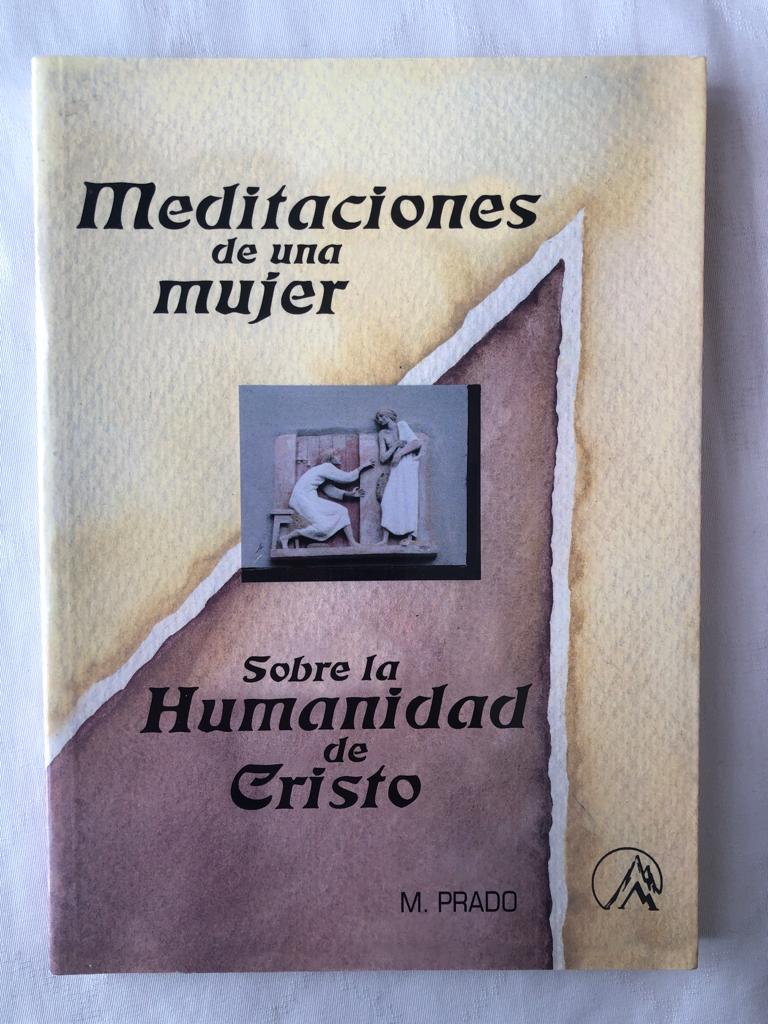 Meditaciones
de una
mujer
Sobre la
Humanidad
de
Cristo
M. PRADO